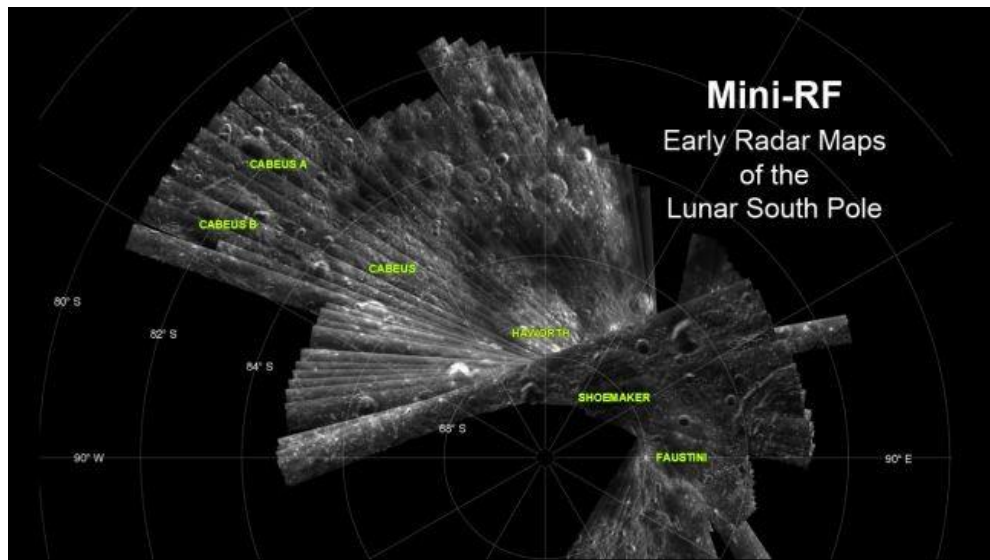 Mini-RF
Early Radar Maps
of the
Lunar South Pole
CABEUS A
CABEUS B
CABEUS
80° S
82° S
HAWORTH
84° S
SHOEMAKER
68° S
90° W
FAUSTINI
90° E